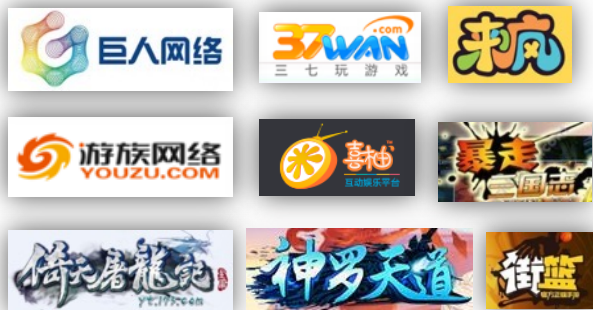 巨人网络
37WAN.com
三七玩游戏
来疯
游族网络
YOUZU.COM
喜柚
互动娱乐平台
暴走
三国志
倚天屠龍記
神罗天道
街篮